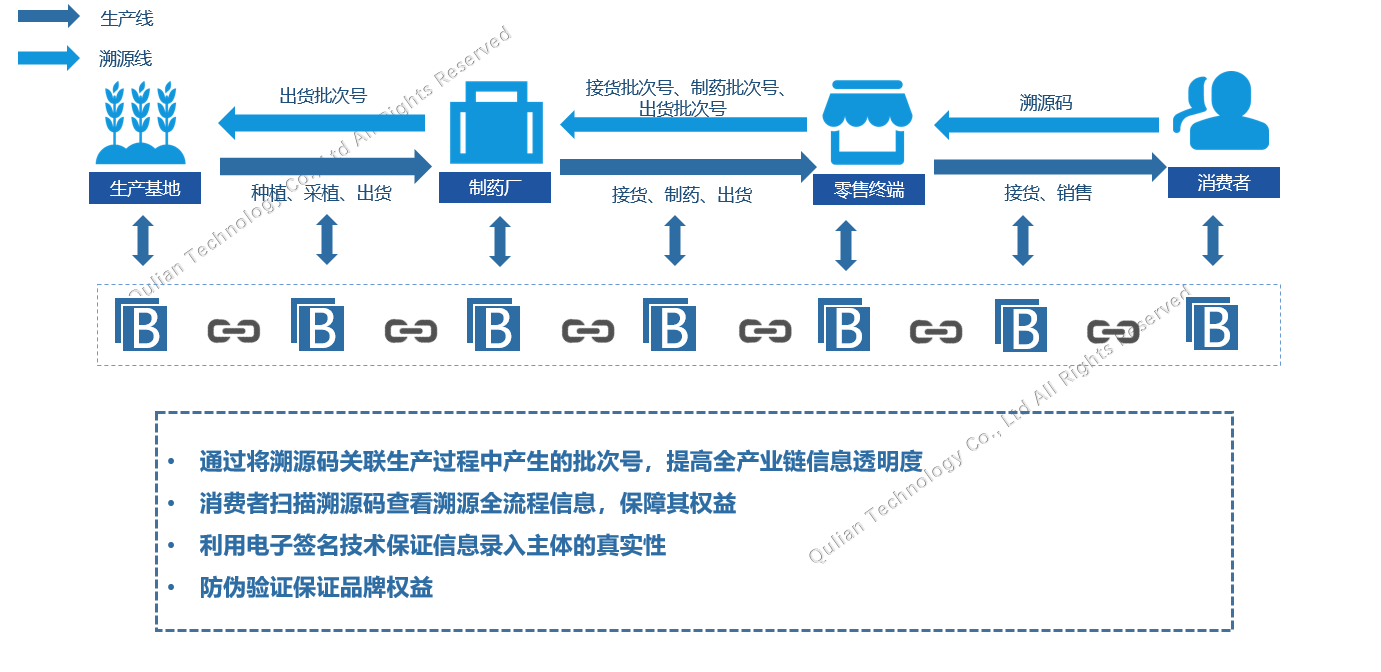 生产线
溯源线
出货批次号
接货批次号、制药批次号、
出货批次号
溯源码
生产基地
种植、采植、出货
制药厂
接货、制药、出货
零售终端
接货、销售
消费者
B
B
B
B
B
B
B
• 通过将溯源码关联生产过程中产生的批次号，提高全产业链信息透明度
• 消费者扫描溯源码查看溯源全流程信息，保障其权益
• 利用电子签名技术保证信息录入主体的真实性
• 防伪验证保证品牌权益
Qulian Technology Co., Ltd All Rights Reserved
Qulian Technology Co., Ltd All Rights Reserved